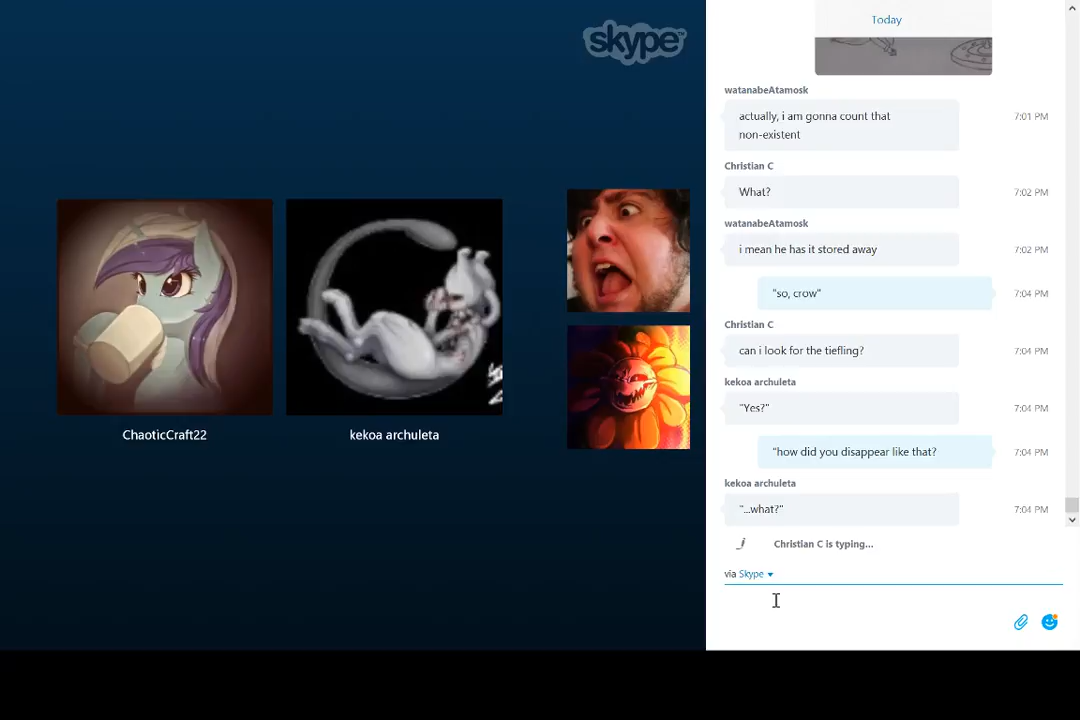 skype™
ChaoticCraft22
kekoa archuleta
Today
watanabeAtamosk
actually, i am gonna count that
non-existent
7:01 PM
Christian C
What?
7:02 PM
watanabeAtamosk
i mean he has it stored away
7:02 PM
"so, crow"
7:04 PM
Christian C
can i look for the tiefling?
7:04 PM
kekoa archuleta
"Yes?"
7:04 PM
"how did you disappear like that?
7:04 PM
kekoa archuleta
"...what?"
7:04 PM
Christian C is typing...
via Skype